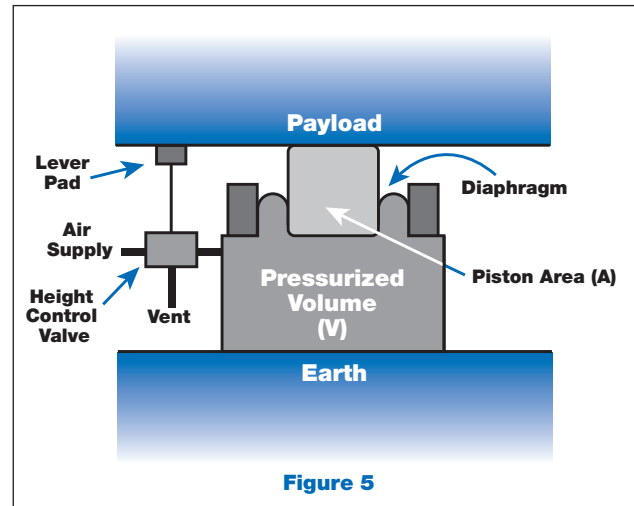 Payload
Lever
Pad
Diaphragm
Air
Supply
Piston Area (A)
Pressurized
Volume
(V)
Height
Control
Valve
Vent
Earth
Figure 5